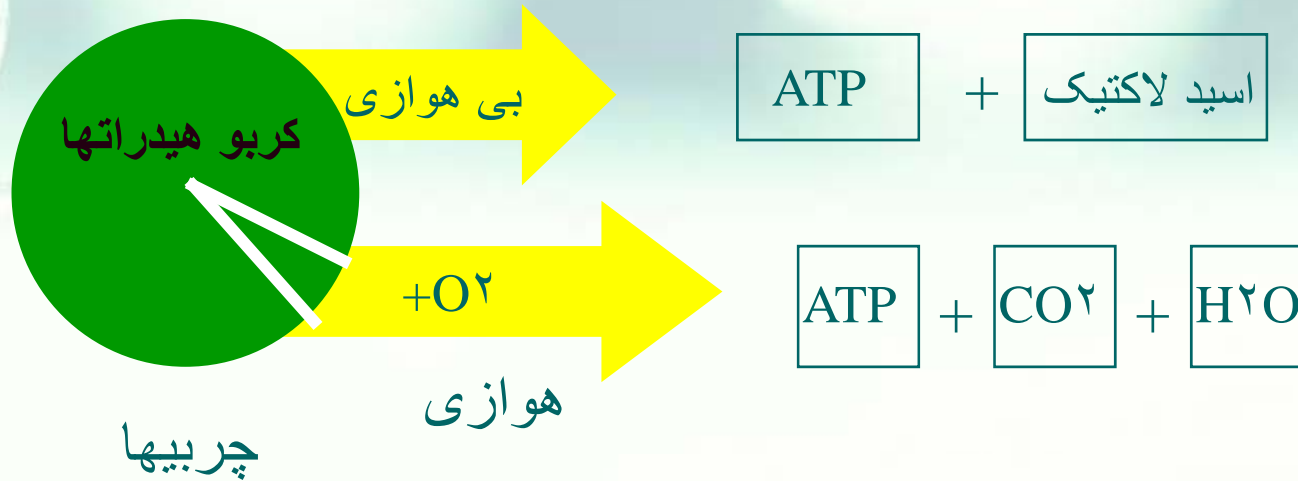 کربو هیدراتها
بی هوازی
ATP + اسید لاکتیک
+O۲
ATP + CO۲ + H۲O
هوازی
چربیها